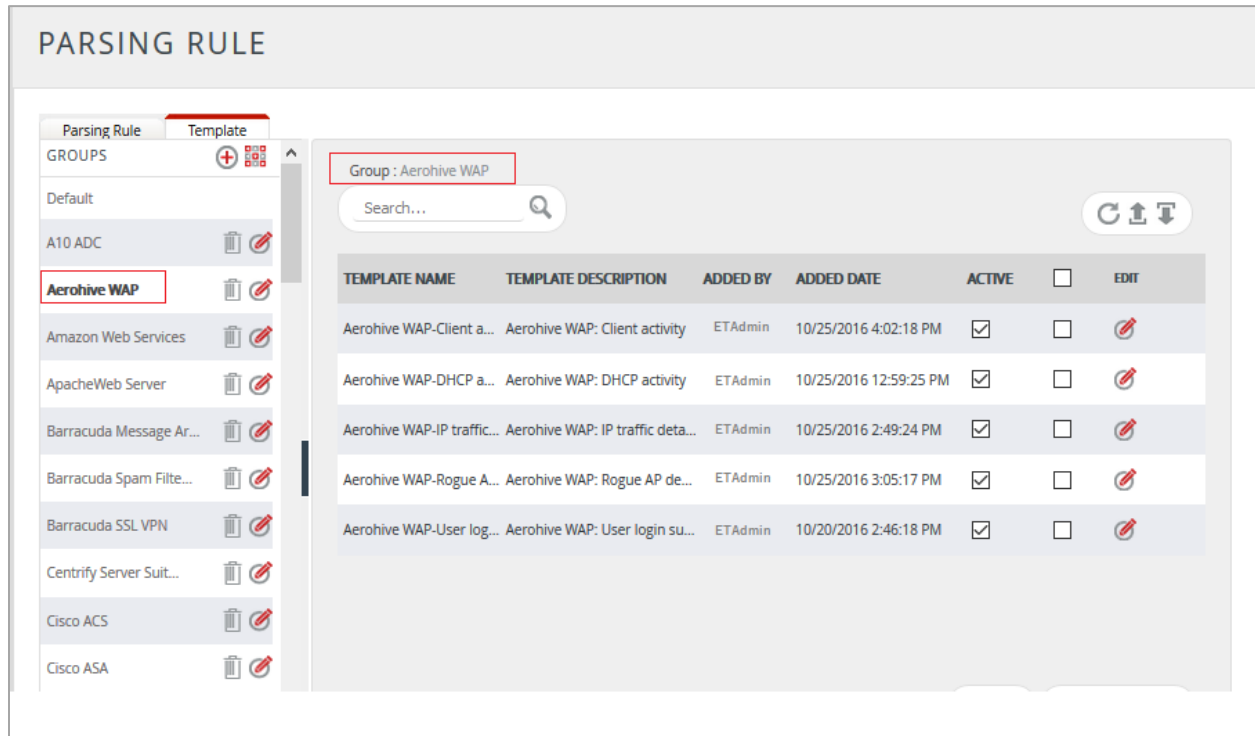 PARSING RULE
Parsing Rule Template
GROUPS
Default
A10 ADC
Aerohive WAP
Amazon Web Services
ApacheWeb Server
Barracuda Message Ar...
Barracuda Spam Filte...
Barracuda SSL VPN
Centrify Server Suit...
Cisco ACS
Cisco ASA
Group : Aerohive WAP
Search...
TEMPLATE NAME TEMPLATE DESCRIPTION ADDED BY ADDED DATE ACTIVE EDIT
Aerohive WAP-Client a... Aerohive WAP: Client activity ETAdmin 10/25/2016 4:02:18 PM
Aerohive WAP-DHCP a... Aerohive WAP: DHCP activity ETAdmin 10/25/2016 12:59:25 PM
Aerohive WAP-IP traffic... Aerohive WAP: IP traffic deta... ETAdmin 10/25/2016 2:49:24 PM
Aerohive WAP-Rogue A... Aerohive WAP: Rogue AP de... ETAdmin 10/25/2016 3:05:17 PM
Aerohive WAP-User log... Aerohive WAP: User login su... ETAdmin 10/20/2016 2:46:18 PM